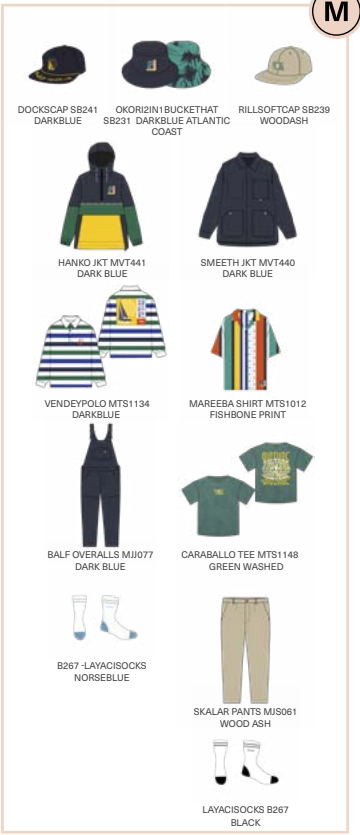 M
DOCKSCAP SB241
DARKBLUE
OKORI2IN1BUCKETHAT
SB231 DARKBLUE ATLANTIC
COAST
RILLSOFTCAP SB239
WOODASH
HANKO JKT MVT441
DARK BLUE
SMEETH JKT MVT440
DARK BLUE
VENDEYPOLO MTS1134
DARKBLUE
MAREEBA SHIRT MTS1012
FISHBONE PRINT
BALF OVERALLS MJJ077
DARK BLUE
CARABALLO TEE MTS1148
GREEN WASHED
B267 -LAYACISOCKS
NORSEBLUE
SKALAR PANTS MJS061
WOOD ASH
LAYACISOCKS B267
BLACK